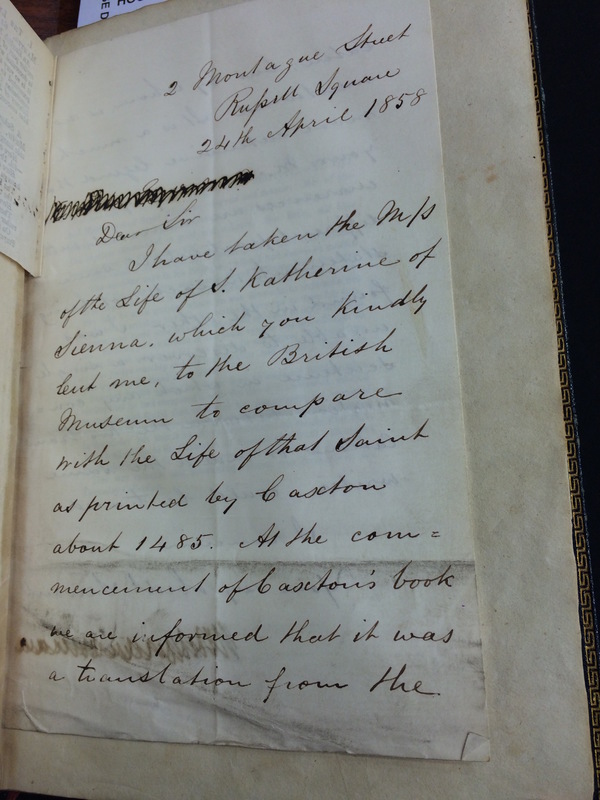 2 Montague Street
Russell Square
24th April 1858
Dear Sir
I have taken the M/s
of the Life of S. Katherine of
Sienna. which you kindly
lent me, to the British
Museum to compare
with the Life of that Saint
as printed by Caxton
about 1485. At the com=
mencement of Caxton's book
we are informed that it was
a translation from the